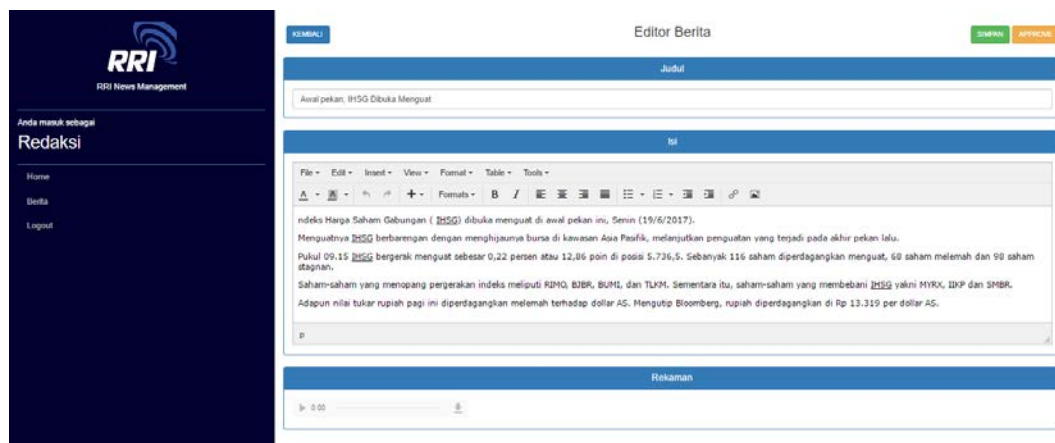 RRI
RRI News Management
Anda masuk sebagai
Redaksi
Home
Berita
Logout
KEMBALI
Editor Berita
SIMPAN
APPROVE
Judul
Awal pekan, IHSG Dibuka Menguat
Isi
File Edit Insert View Format Table Tools
A A Formats B I
ndeks Harga Saham Gabungan ( IHSG) dibuka menguat di awal pekan ini, Senin (19/6/2017).
Menguatnya IHSG berbarengan dengan menghijaunya bursa di kawasan Asia Pasifik, melanjutkan penguatan yang terjadi pada akhir pekan lalu.
Pukul 09.15 IHSG bergerak menguat sebesar 0,22 persen atau 12,86 poin di posisi 5.736,5. Sebanyak 116 saham diperdagangkan menguat, 68 saham melemah dan 98 saham
stagnan.
Saham-saham yang menopang pergerakan indeks meliputi RIMO, BJBR, BUMI, dan TLKM. Sementara itu, saham-saham yang membebani IHSG yakni MYRX, IIKP dan SMBR.
Adapun nilai tukar rupiah pagi ini diperdagangkan melemah terhadap dollar AS. Mengutip Bloomberg, rupiah diperdagangkan di Rp 13.319 per dollar AS.
p
Rekaman
0:00